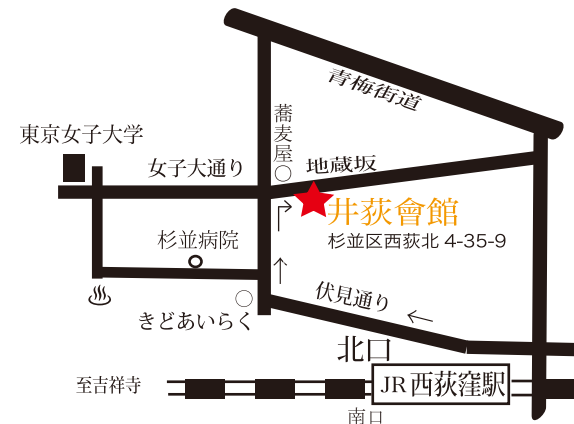 青梅街道
東京女子大学
蕎麦屋
女子大通り
地蔵坂
井荻會館
杉並区西荻北 4-35-9
杉並病院
伏見通り
きどあいらく
北口
至吉祥寺
JR西荻窪駅
南口